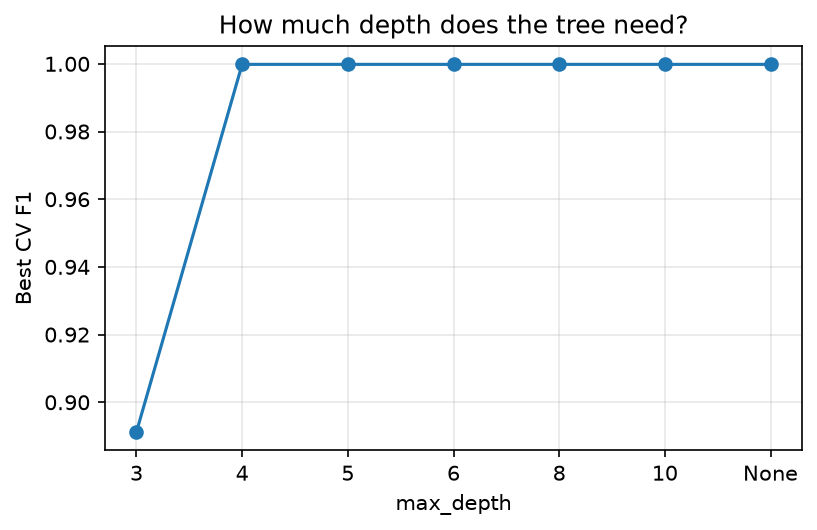 How much depth does the tree need?
1.00
0.98
0.96
0.94
0.92
0.90
Best CV F1
3 4 5 6 8 10 None
max_depth